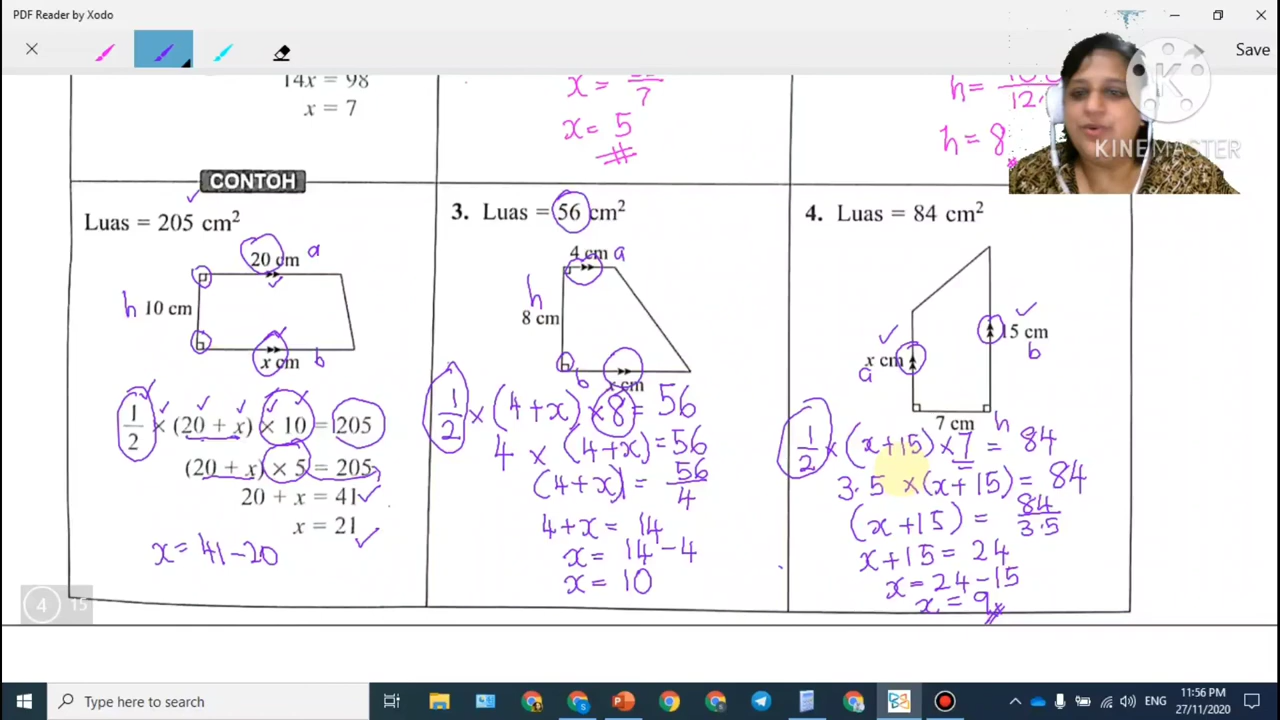 PDF Reader by Xodo
Save
14x = 98
x = 7
x = /7
x = 5
h =
12.
h = 8
KINEMASTER
CONTOH
Luas = 205 cm²
20 cm a
h 10 cm
x cm b
1/2 × (20 + x) × 10 = 205
(20 + x) × 5 = 205
20 + x = 41
x = 21
x = 41 - 20
3. Luas = 56 cm²
4 cm a
h
8 cm
b x cm
1/2 × (4 + x) × 8 = 56
4 × (4 + x) = 56
(4 + x) = 56/4
4 + x = 14
x = 14 - 4
x = 10
4. Luas = 84 cm²
15 cm
b
x cm
a
7 cm h
1/2 × (x + 15) × 7 = 84
3.5 × (x + 15) = 84
(x + 15) = 84/3.5
x + 15 = 24
x = 24 - 15
x = 9
4 15
Type here to search
ENG
11:56 PM
27/11/2020